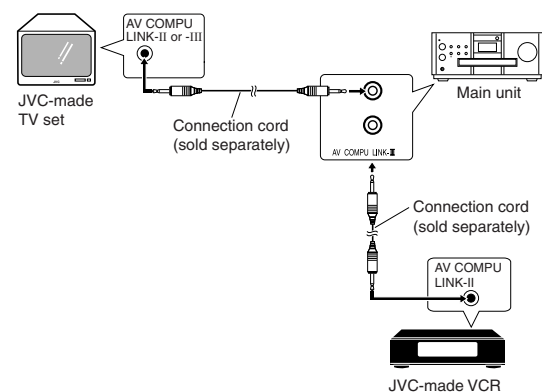 AV COMPU
LINK-II or -III
JVC
JVC-made
TV set
Connection cord
(sold separately)
Main unit
AV COMPU LINK-III
Connection cord
(sold separately)
AV COMPU
LINK-II
JVC-made VCR